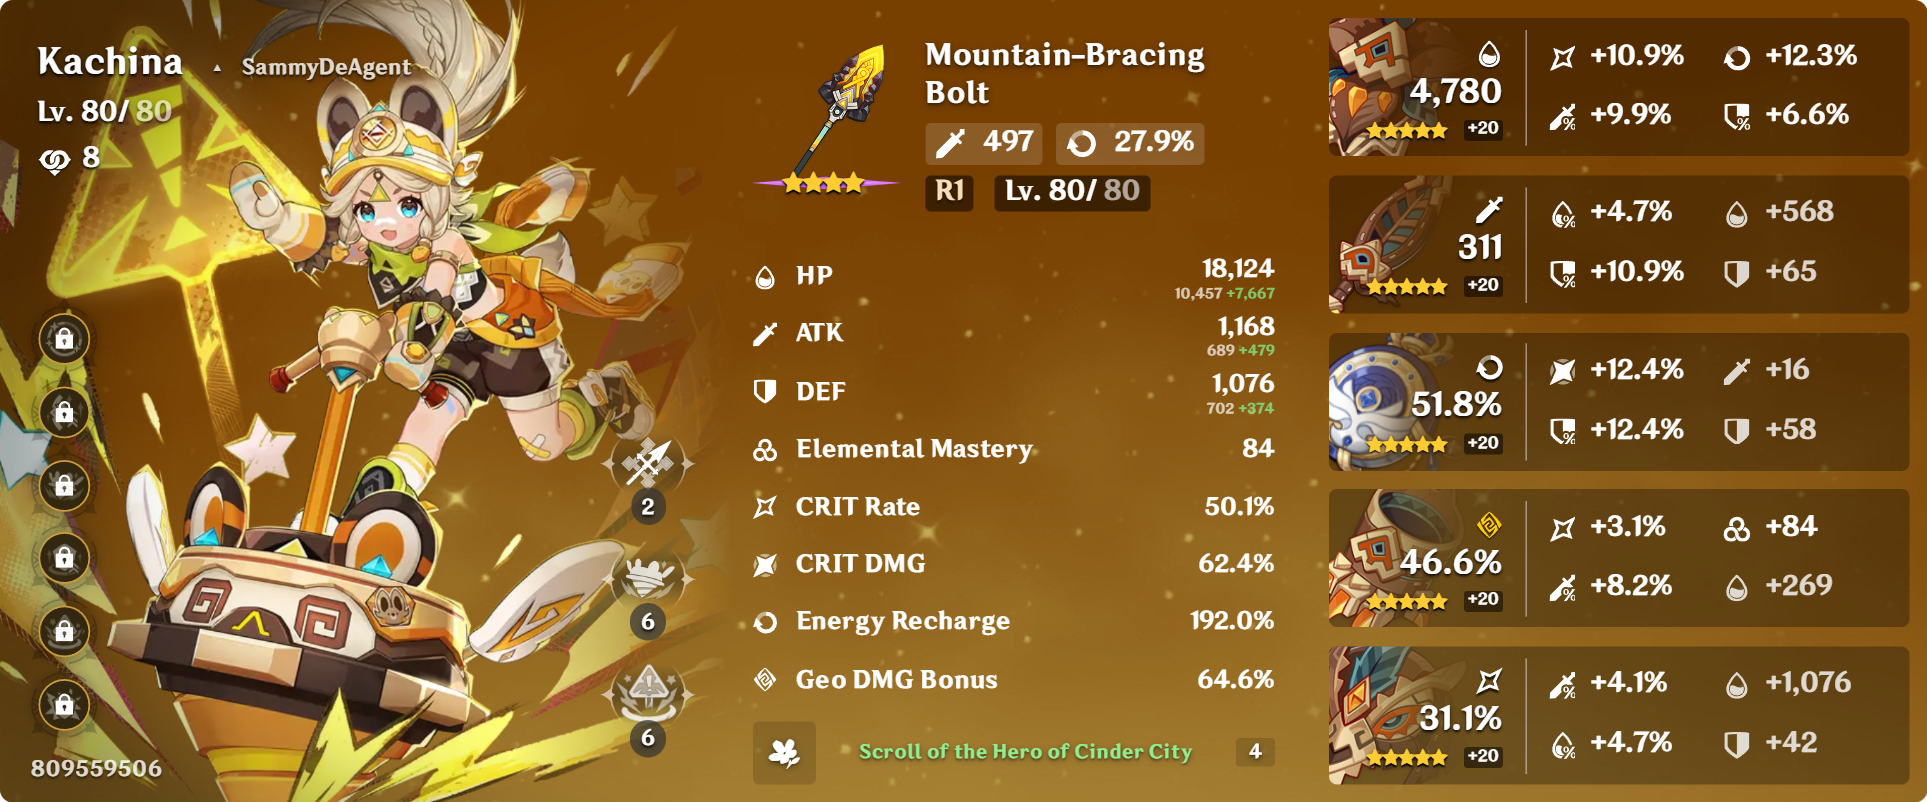 Kachina ▲ SammyDeAgent
Lv. 80/ 80
8
2
6
6
809559506
Mountain-Bracing
Bolt
497 27.9%
R1 Lv. 80/ 80
HP 18,124
10,457 +7,667
ATK 1,168
689 +479
DEF 1,076
702 +374
Elemental Mastery 84
CRIT Rate 50.1%
CRIT DMG 62.4%
Energy Recharge 192.0%
Geo DMG Bonus 64.6%
Scroll of the Hero of Cinder City 4
4,780
+20
+10.9% +12.3%
+9.9% +6.6%
311
+20
+4.7% +568
+10.9% +65
51.8%
+20
+12.4% +16
+12.4% +58
46.6%
+20
+3.1% +84
+8.2% +269
31.1%
+20
+4.1% +1,076
+4.7% +42